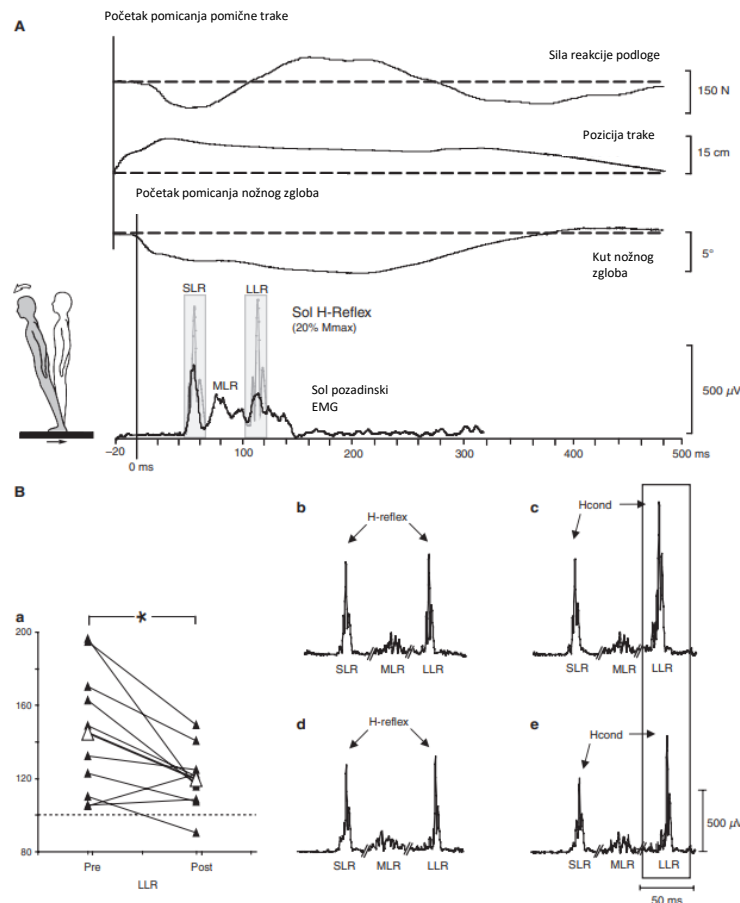 Početak pomicanja pomične trake
A
Sila reakcije podloge
150 N
Pozicija trake
15 cm
Početak pomicanja nožnog zgloba
Kut nožnog
zgloba
5°
SLR
LLR
Sol H-Reflex
(20% Mmax)
MLR
Sol pozadinski
EMG
500 µV
–20
0 ms
100
200
300
400
500 ms
B
a
200
160
120
80
*
Pre
Post
LLR
b
H-reflex
SLR
MLR
LLR
c
Hcond
SLR
MLR
LLR
d
H-reflex
SLR
MLR
LLR
e
Hcond
SLR
MLR
LLR
500 µV
50 ms